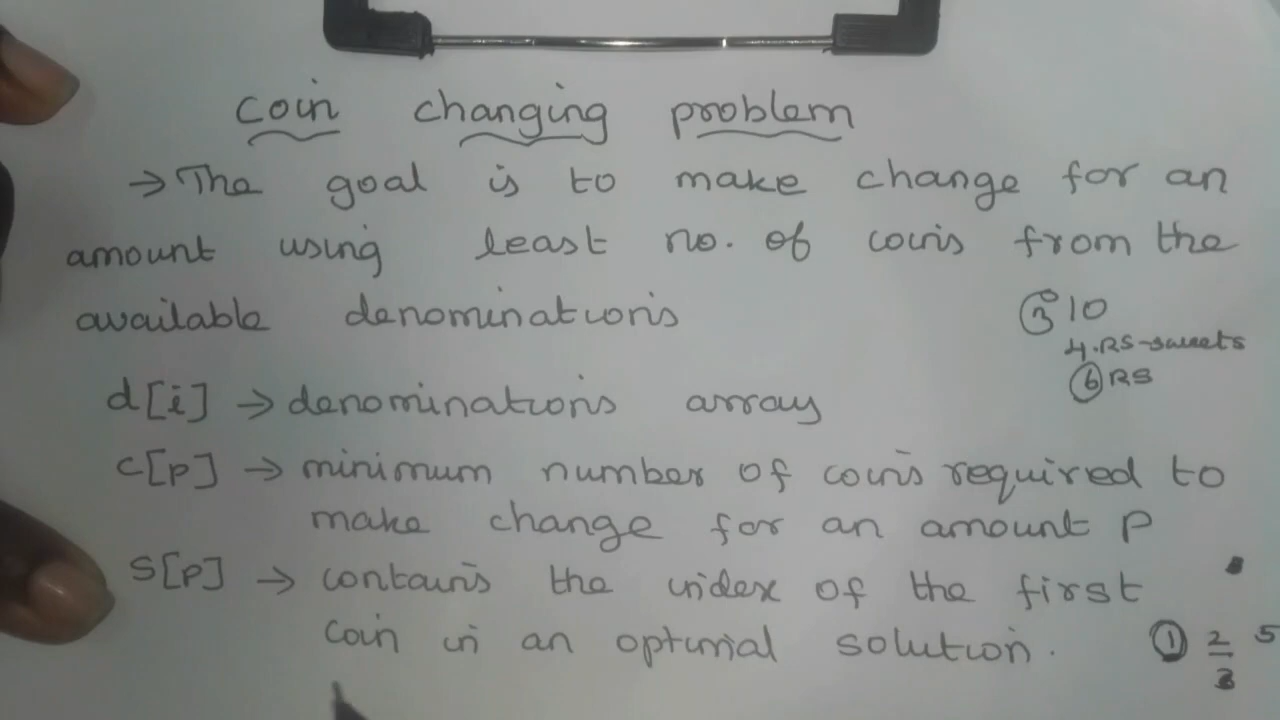 coin changing problem
→ The goal is to make change for an
amount using least no. of coins from the
available denominations
10
4.RS-sweets
6 RS
d[i] → denominations array
c[p] → minimum number of coins required to
make change for an amount p
s[p] → contains the index of the first
coin in an optimal solution.
1 2 5
3